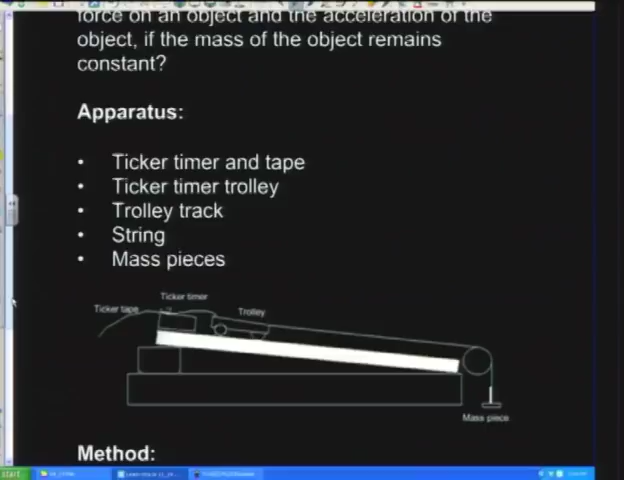 force on an object and the acceleration of the
object, if the mass of the object remains
constant?
Apparatus:
• Ticker timer and tape
• Ticker timer trolley
• Trolley track
• String
• Mass pieces
Ticker timer
Ticker tape
Trolley
Mass piece
Method:
start